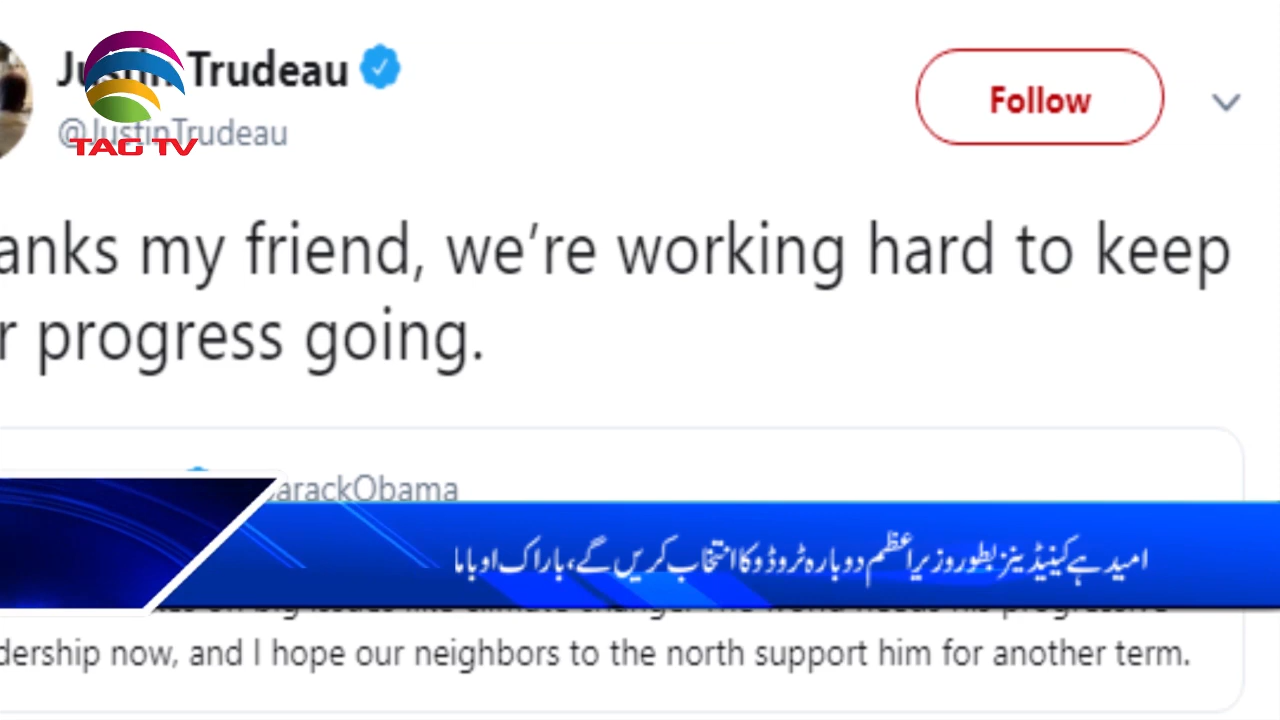 Justin Trudeau
@JustinTrudeau
TAG TV
Follow
anks my friend, we're working hard to keep
r progress going.
arackObama
امید ہے کینیڈینز بطور وزیراعظم دوبارہ ٹروڈو کا انتخاب کریں گے، باراک اوباما
dership now, and I hope our neighbors to the north support him for another term.